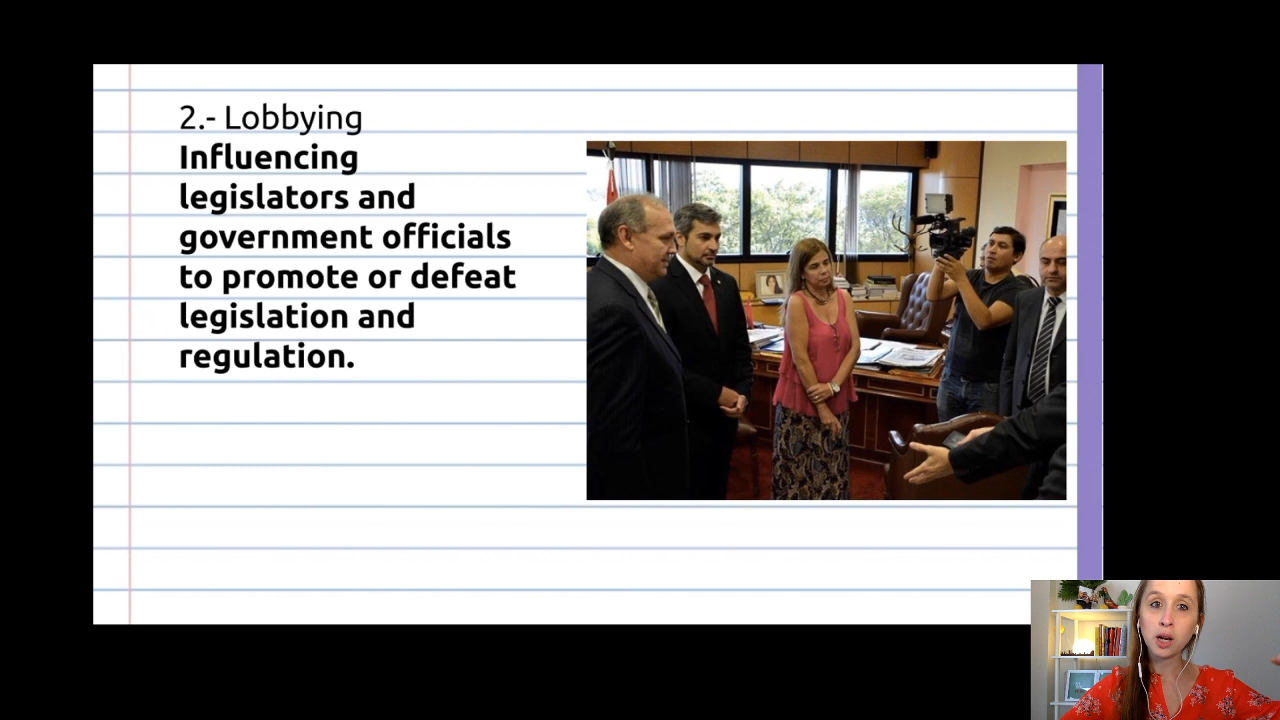 2.- Lobbying
Influencing
legislators and
government officials
to promote or defeat
legislation and
regulation.